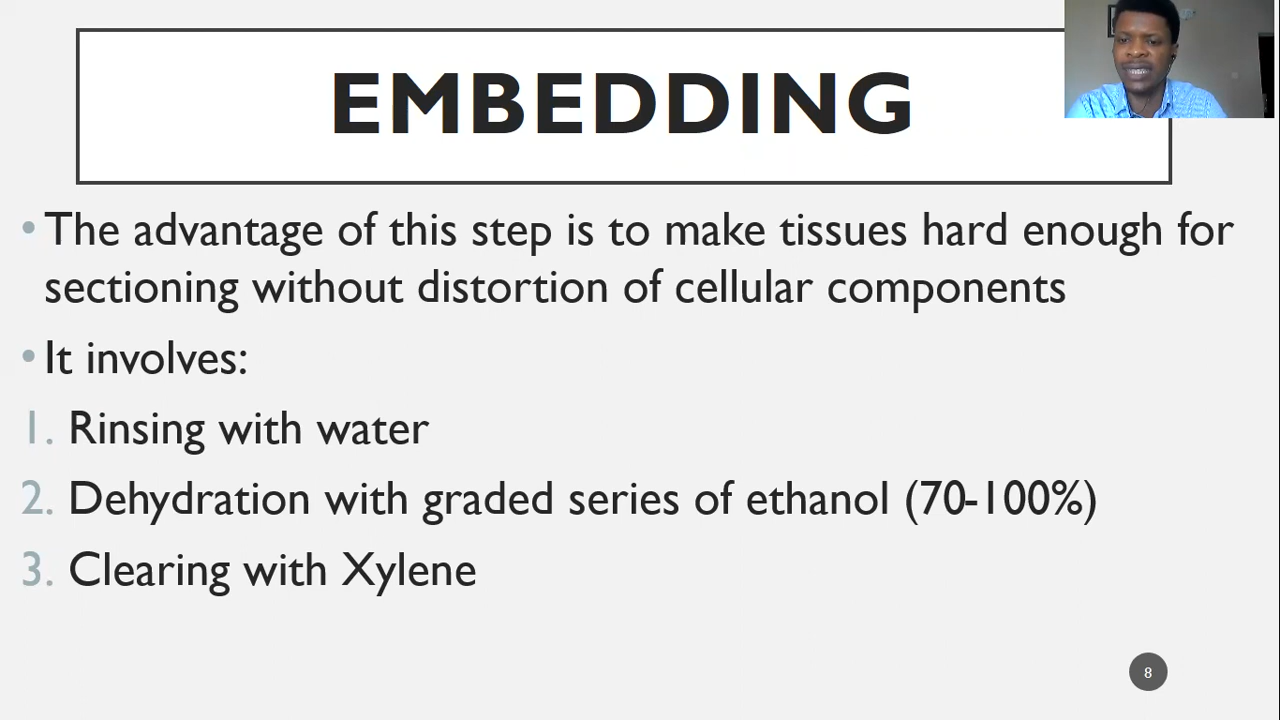 EMBEDDING
• The advantage of this step is to make tissues hard enough for
sectioning without distortion of cellular components
• It involves:
1. Rinsing with water
2. Dehydration with graded series of ethanol (70-100%)
3. Clearing with Xylene
8